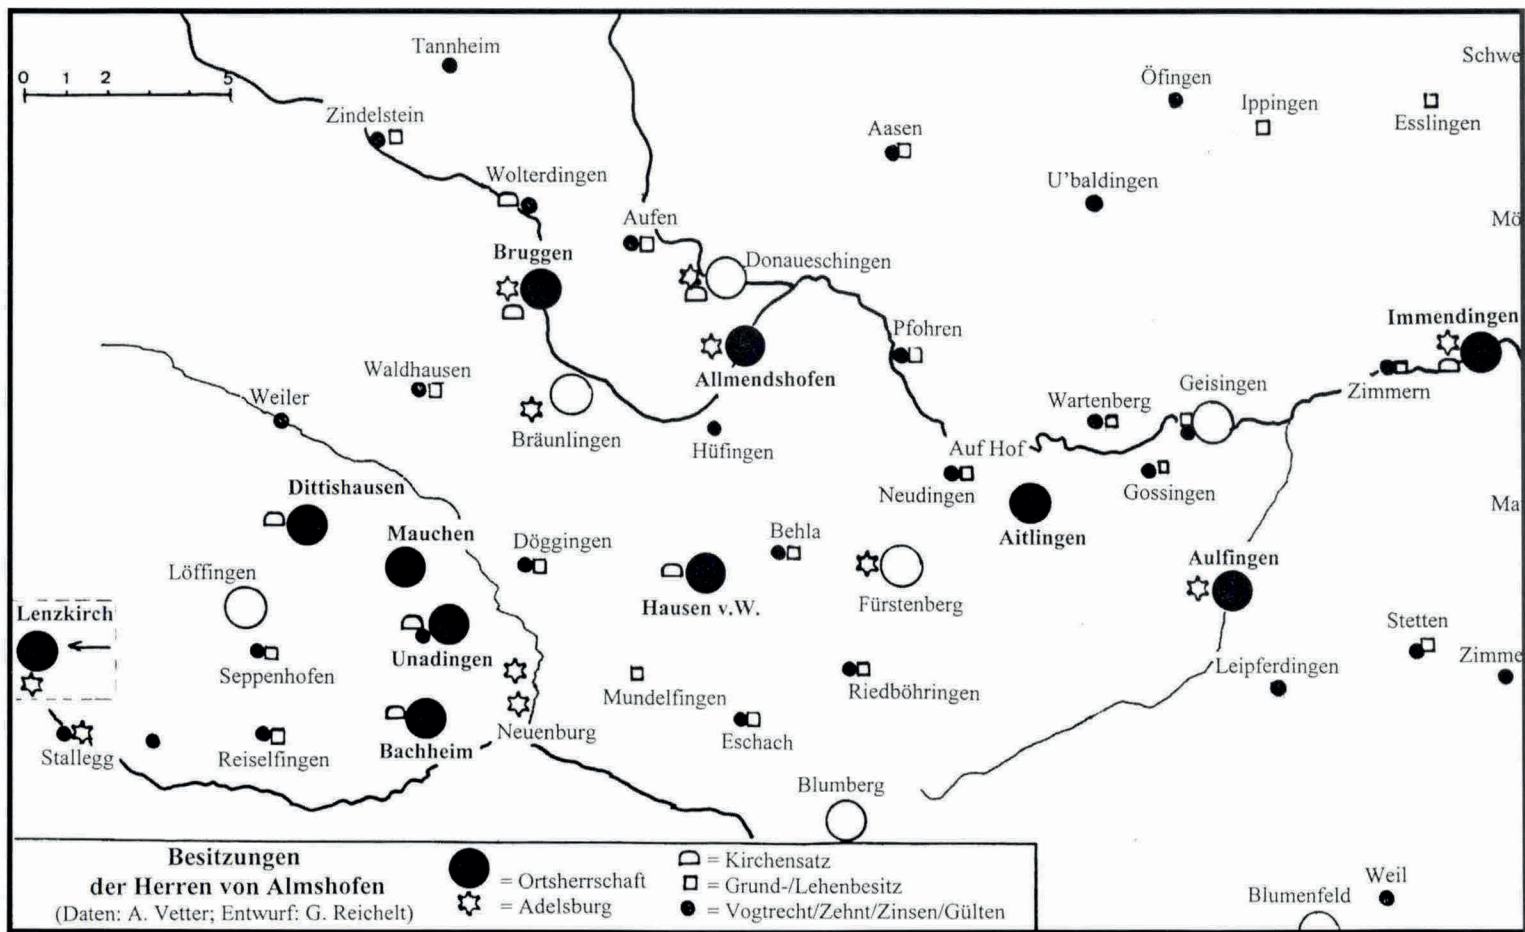 Tannheim
Schwe
0 1 2 5
Öfingen
Ippingen
Esslingen
Zindelstein
Aasen
Wolterdingen
U'baldingen
Aufen
Mö
Bruggen
Donaueschingen
Immendingen
Pfohren
Waldhausen
Allmendshofen
Geisingen
Zimmern
Weiler
Wartenberg
Bräunlingen
Hüfingen
Auf Hof
Dittishausen
Neudingen
Gossingen
Mauchen
Döggingen
Behla
Aitlingen
Ma
Löffingen
Aulfingen
Lenzkirch
Hausen v.W.
Fürstenberg
Stetten
Unadingen
Zimme
Seppenhofen
Mundelfingen
Riedböhringen
Leipferdingen
Neuenburg
Eschach
Stallegg
Reiselfingen
Bachheim
Blumberg
Besitzungen
der Herren von Almshofen
(Daten: A. Vetter; Entwurf: G. Reichelt)
= Ortsherrschaft
= Adelsburg
= Kirchensatz
= Grund-/Lehenbesitz
= Vogtrecht/Zehnt/Zinsen/Gülten
Weil
Blumenfeld